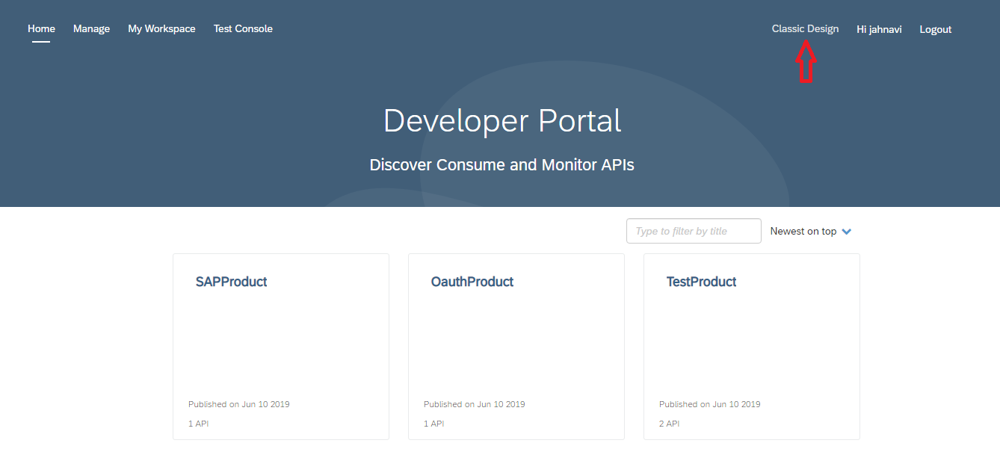 Home Manage My Workspace Test Console Classic Design Hi jahnavi Logout
Developer Portal
Discover Consume and Monitor APIs
Type to filter by title Newest on top
SAPProduct OauthProduct TestProduct
Published on Jun 10 2019 Published on Jun 10 2019 Published on Jun 10 2019
1 API 1 API 2 API